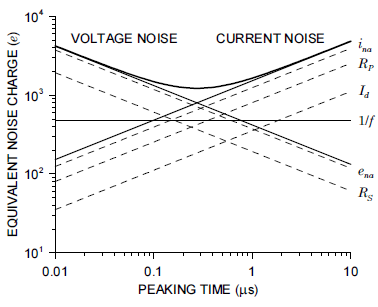 10⁴
VOLTAGE NOISE CURRENT NOISE
i_na
R_P
10³
I_d
1/f
10²
e_na
R_S
10¹
0.01 0.1 1 10
EQUIVALENT NOISE CHARGE (e)
PEAKING TIME (μs)